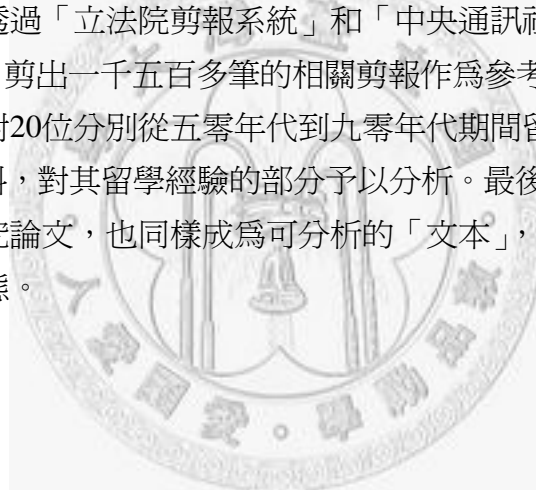 透過「立法院剪報系統」和「中央通訊社
剪出一千五百多筆的相關剪報作為參考
對20位分別從五零年代到九零年代期間留
料，對其留學經驗的部分予以分析。最後
究論文，也同樣成為可分析的「文本」，
態。